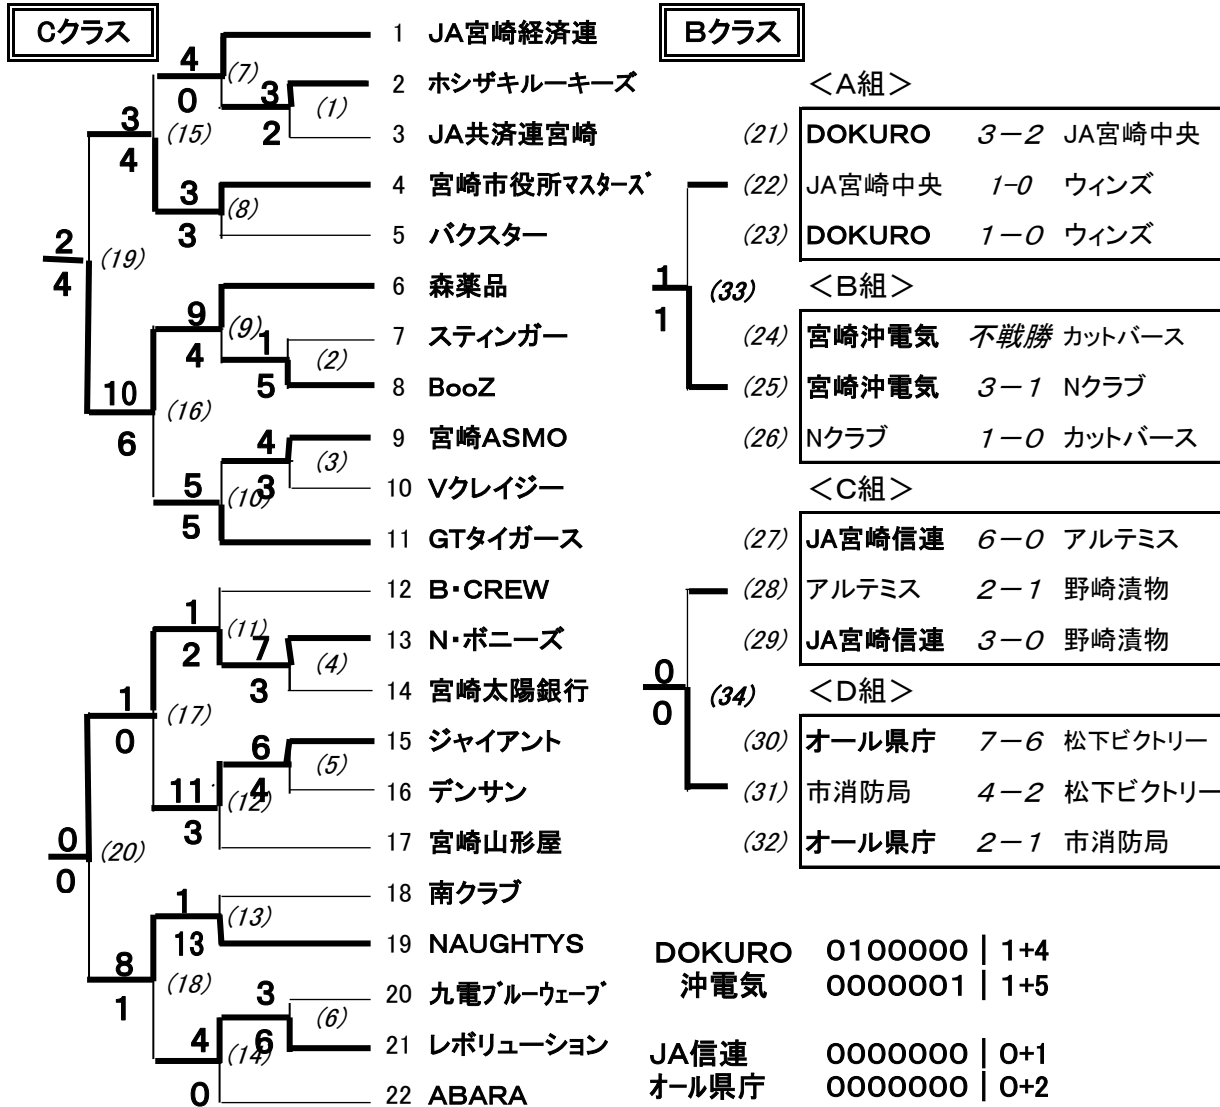 Cクラス
1 JA宮崎経済連
4
(7)
2 ホシザキルーキーズ
0
3
(1)
3
(15)
2
3 JA共済連宮崎
4
3
4 宮崎市役所マスターズ
(8)
3
5 バクスター
2
(19)
4
6 森薬品
9
(9)
7 スティンガー
4
1
(2)
5
8 BooZ
10
(16)
6
4
9 宮崎ASMO
(3)
5
(10)
3
10 Vクレイジー
5
11 GTタイガース
12 B・CREW
1
(11)
2
7
13 N・ボニーズ
(4)
3
14 宮崎太陽銀行
1
(17)
0
6
15 ジャイアント
(5)
11
(12)
4
16 デンサン
3
17 宮崎山形屋
0
(20)
0
18 南クラブ
1
(13)
13
19 NAUGHTYS
8
(18)
1
3
20 九電ブルーウェーブ
(6)
4
(14)
6
21 レボリューション
0
22 ABARA
Bクラス
<A組>
(21) DOKURO 3-2 JA宮崎中央
(22) JA宮崎中央 1-0 ウィンズ
(23) DOKURO 1-0 ウィンズ
1
(33)
1
<B組>
(24) 宮崎沖電気 不戦勝 カットバース
(25) 宮崎沖電気 3-1 Nクラブ
(26) Nクラブ 1-0 カットバース
<C組>
(27) JA宮崎信連 6-0 アルテミス
(28) アルテミス 2-1 野崎漬物
(29) JA宮崎信連 3-0 野崎漬物
0
(34)
0
<D組>
(30) オール県庁 7-6 松下ビクトリー
(31) 市消防局 4-2 松下ビクトリー
(32) オール県庁 2-1 市消防局
DOKURO 0100000 | 1+4
沖電気 0000001 | 1+5
JA信連 0000000 | 0+1
オール県庁 0000000 | 0+2